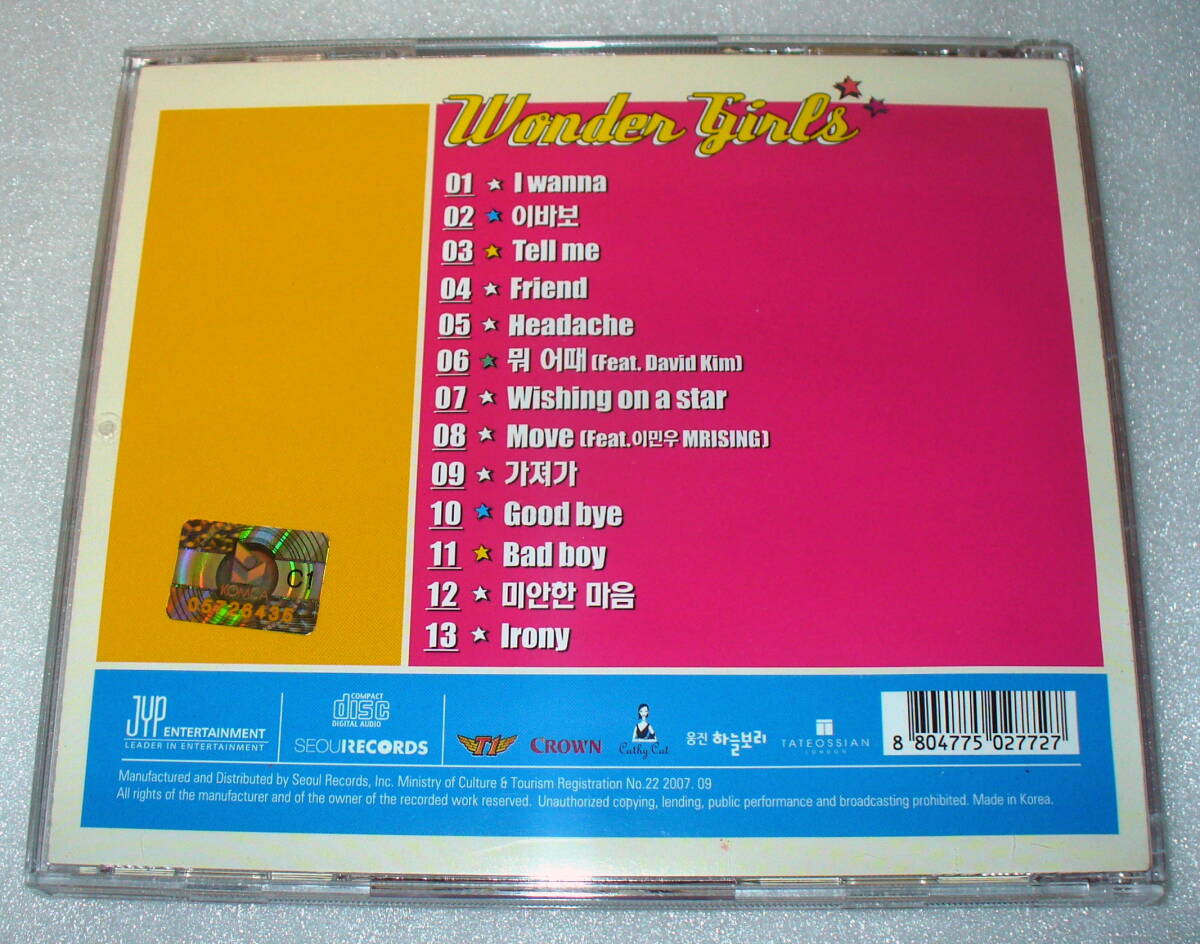 Wonder Girls
01 ★ I wanna
02 ★ 이바보
03 ★ Tell me
04 ★ Friend
05 ★ Headache
06 ★ 뭐 어때 (Feat. David Kim)
07 ★ Wishing on a star
08 ★ Move (Feat.이민우 MRISING)
09 ★ 가져가
10 ★ Good bye
11 ★ Bad boy
12 ★ 미안한 마음
13 ★ Irony
KOMCA C1
05728436
JYP ENTERTAINMENT
LEADER IN ENTERTAINMENT
COMPACT
disc
DIGITAL AUDIO
SEOULRECORDS
T1
CROWN
Cathy Cat
웅진 하늘보리
TATEOSSIAN
LONDON
8 804775 027727
Manufactured and Distributed by Seoul Records, Inc. Ministry of Culture & Tourism Registration No.22 2007. 09
All rights of the manufacturer and of the owner of the recorded work reserved. Unauthorized copying, lending, public performance and broadcasting prohibited. Made in Korea.